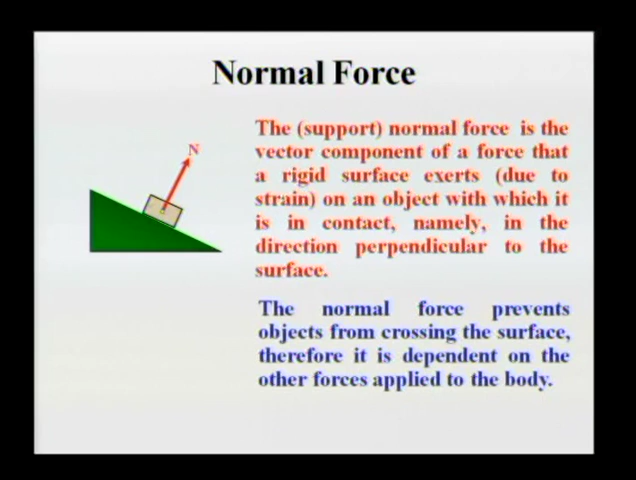 Normal Force
N
The (support) normal force is the
vector component of a force that
a rigid surface exerts (due to
strain) on an object with which it
is in contact, namely, in the
direction perpendicular to the
surface.
The normal force prevents
objects from crossing the surface,
therefore it is dependent on the
other forces applied to the body.